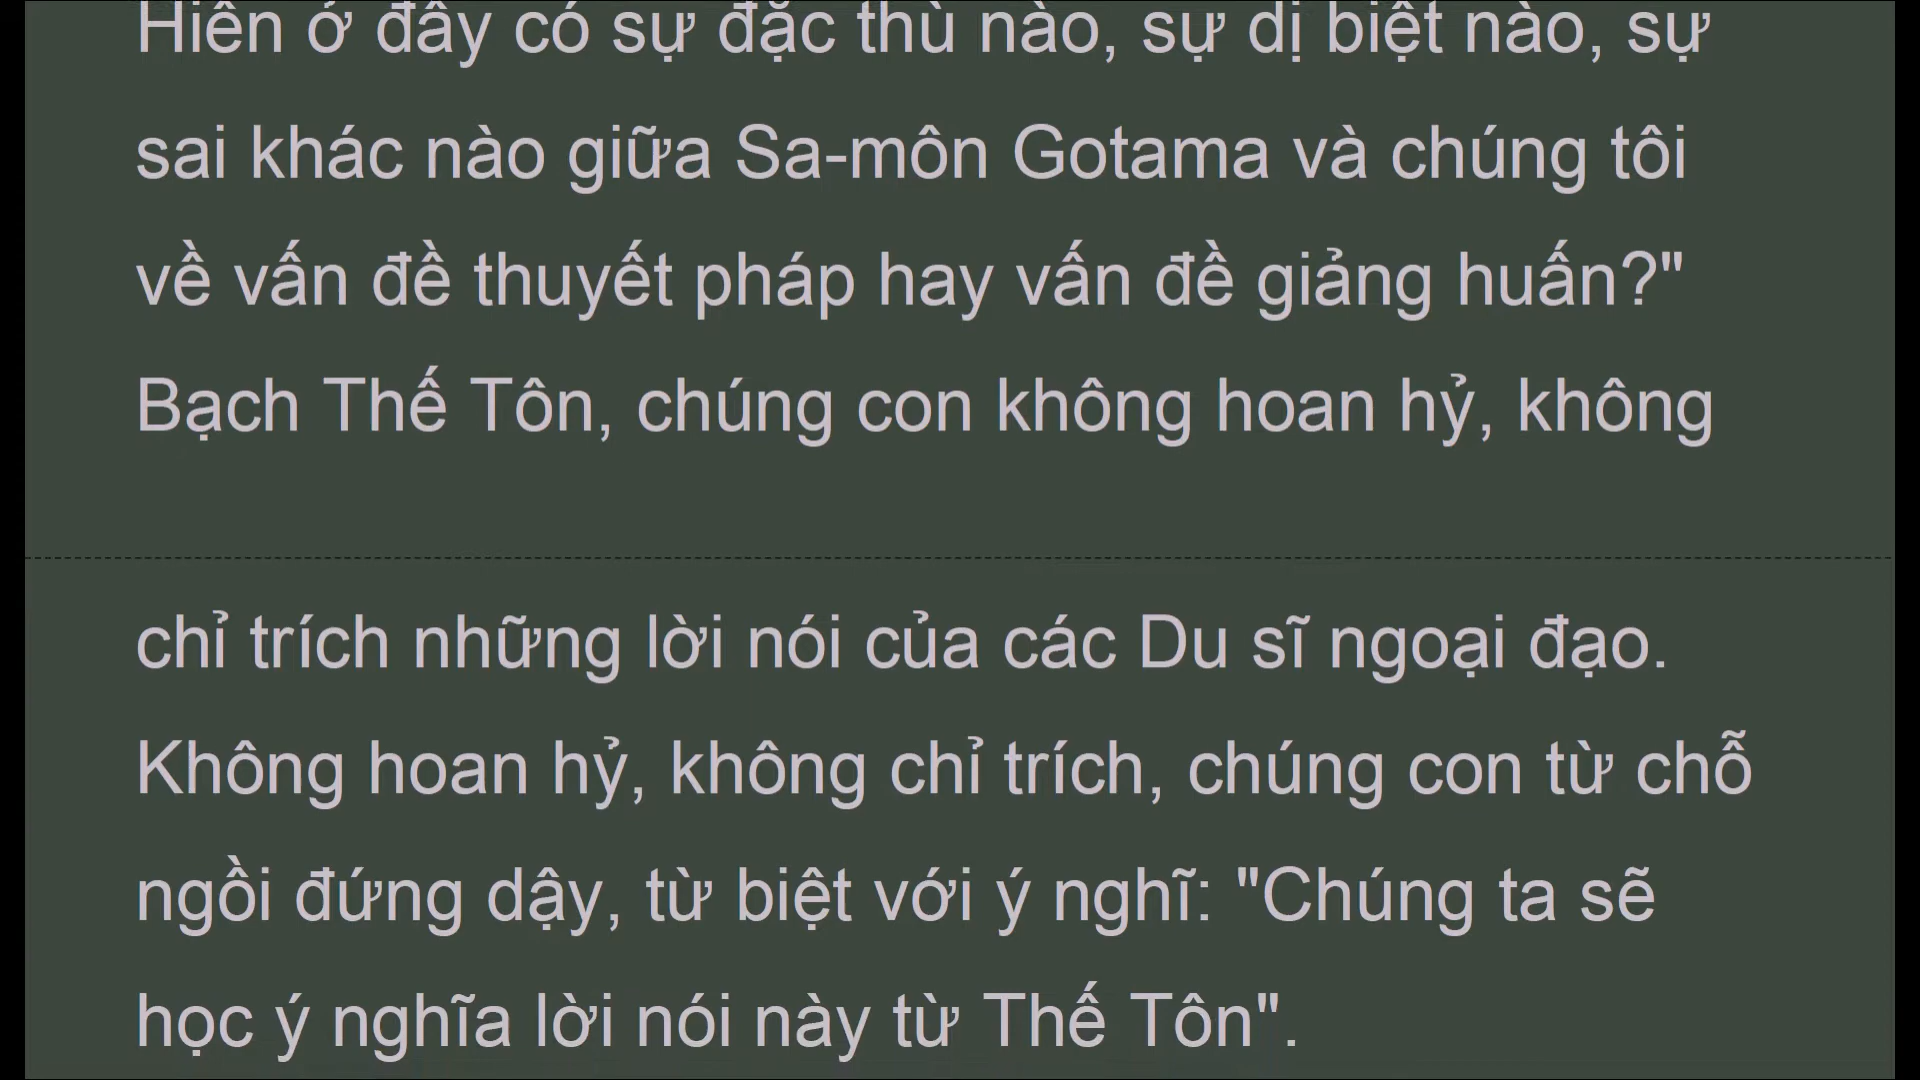 Hiền ở đây có sự đặc thù nào, sự dị biệt nào, sự
sai khác nào giữa Sa-môn Gotama và chúng tôi
về vấn đề thuyết pháp hay vấn đề giảng huấn?"
Bạch Thế Tôn, chúng con không hoan hỷ, không
chỉ trích những lời nói của các Du sĩ ngoại đạo.
Không hoan hỷ, không chỉ trích, chúng con từ chỗ
ngồi đứng dậy, từ biệt với ý nghĩ: "Chúng ta sẽ
học ý nghĩa lời nói này từ Thế Tôn".